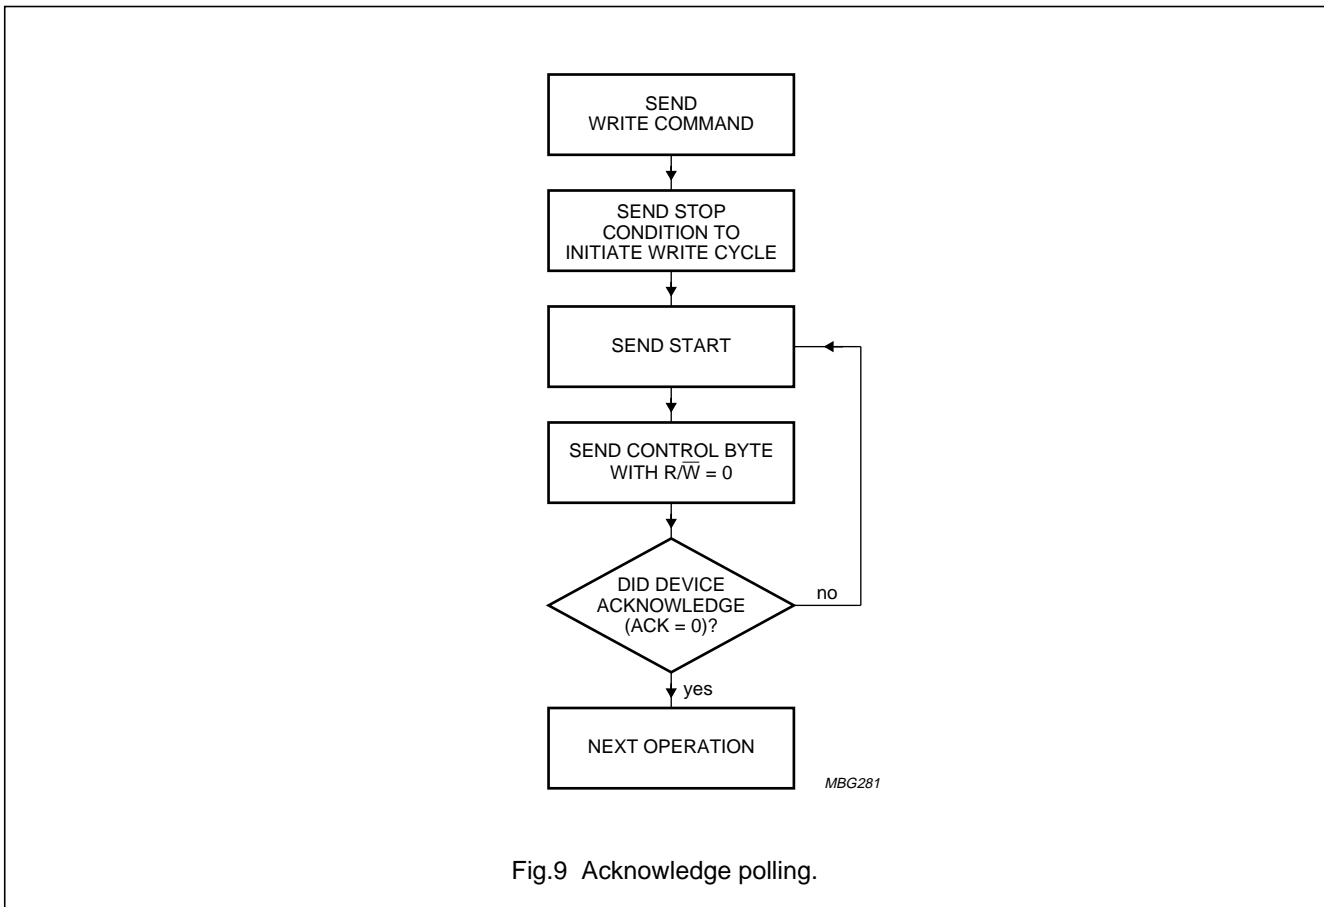 SEND
WRITE COMMAND
SEND STOP
CONDITION TO
INITIATE WRITE CYCLE
SEND START
SEND CONTROL BYTE
WITH R/W̅ = 0
DID DEVICE
ACKNOWLEDGE
(ACK = 0)?
no
yes
NEXT OPERATION
MBG281
Fig.9 Acknowledge polling.